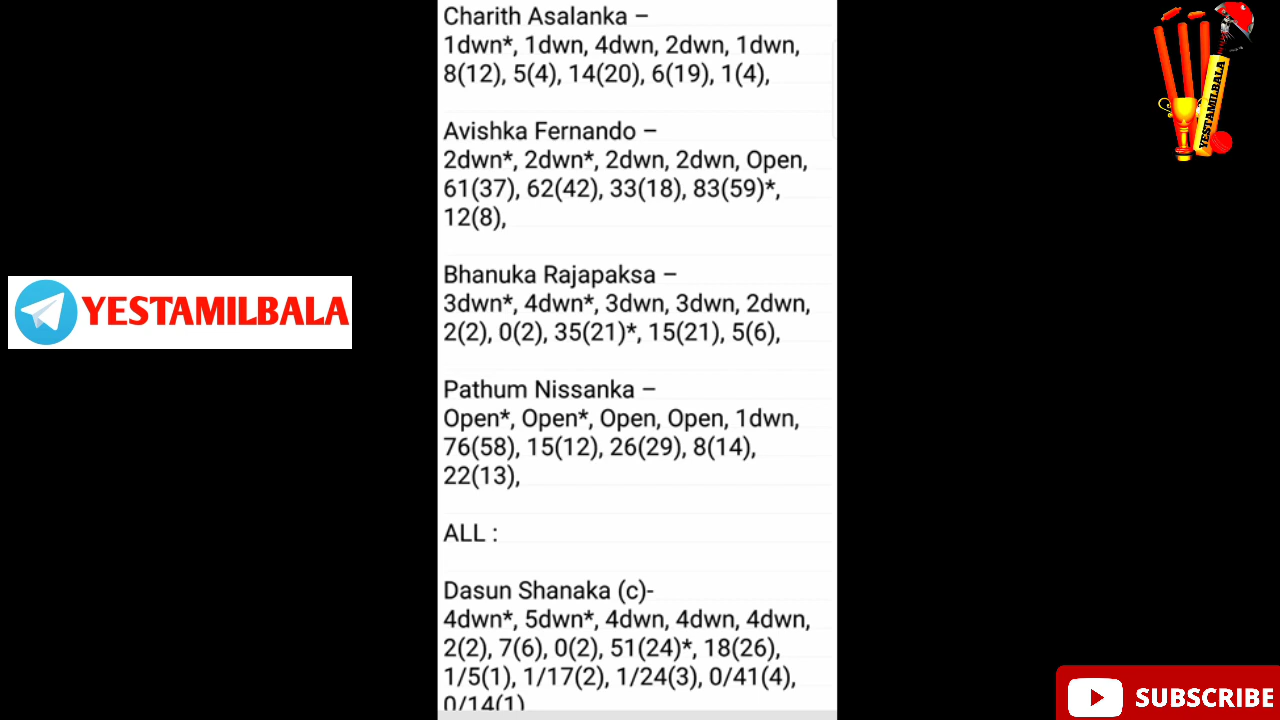 Charith Asalanka –
1dwn*, 1dwn, 4dwn, 2dwn, 1dwn,
8(12), 5(4), 14(20), 6(19), 1(4),
Avishka Fernando –
2dwn*, 2dwn*, 2dwn, 2dwn, Open,
61(37), 62(42), 33(18), 83(59)*,
12(8),
Bhanuka Rajapaksa –
3dwn*, 4dwn*, 3dwn, 3dwn, 2dwn,
2(2), 0(2), 35(21)*, 15(21), 5(6),
Pathum Nissanka –
Open*, Open*, Open, Open, 1dwn,
76(58), 15(12), 26(29), 8(14),
22(13),
ALL :
Dasun Shanaka (c)-
4dwn*, 5dwn*, 4dwn, 4dwn, 4dwn,
2(2), 7(6), 0(2), 51(24)*, 18(26),
1/5(1), 1/17(2), 1/24(3), 0/41(4),
0/14(1)
YESTAMILBALA
YESTAMILBALA
SUBSCRIBE